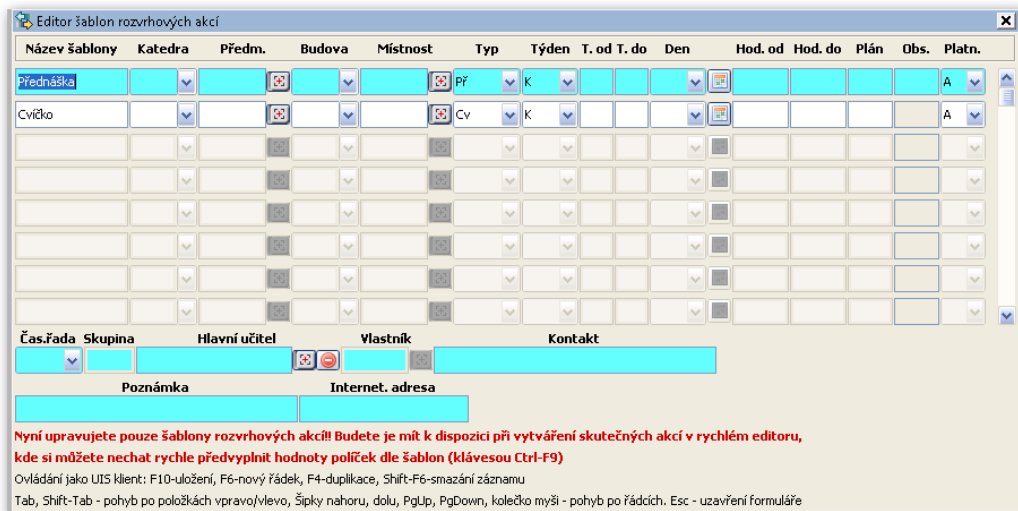 Editor šablon rozvrhových akcí
Název šablony Katedra Předm. Budova Místnost Typ Týden T. od T. do Den Hod. od Hod. do Plán Obs. Platn.
Přednáška Př K A
Cvíčko Cv K A
Čas.řada Skupina Hlavní učitel Vlastník Kontakt
Poznámka Internet. adresa
Nyní upravujete pouze šablony rozvrhových akcí!! Budete je mít k dispozici při vytváření skutečných akcí v rychlém editoru,
kde si můžete nechat rychle předvyplnit hodnoty políček dle šablon (klávesou Ctrl-F9)
Ovládání jako UIS klient: F10-uložení, F6-nový řádek, F4-duplikace, Shift-F6-smazání záznamu
Tab, Shift-Tab - pohyb po položkách vpravo/vlevo, Šipky nahoru, dolu, PgUp, PgDown, kolečko myši - pohyb po řádcích. Esc - uzavření formuláře